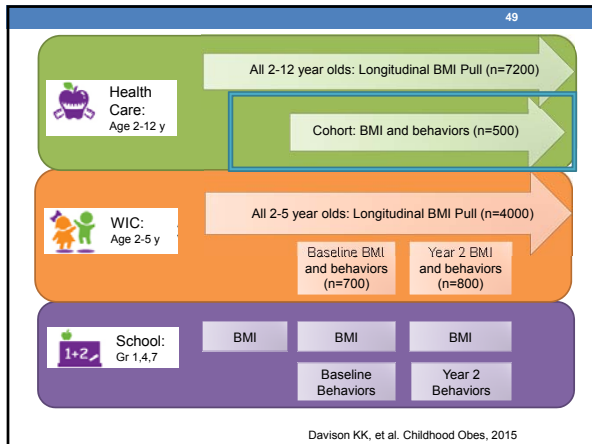 49
Health
Care:
Age 2-12 y
All 2-12 year olds: Longitudinal BMI Pull (n=7200)
Cohort: BMI and behaviors (n=500)
WIC:
Age 2-5 y
All 2-5 year olds: Longitudinal BMI Pull (n=4000)
Baseline BMI
and behaviors
(n=700)
Year 2 BMI
and behaviors
(n=800)
1+2
School:
Gr 1,4,7
BMI
BMI
BMI
Baseline
Behaviors
Year 2
Behaviors
Davison KK, et al. Childhood Obes, 2015